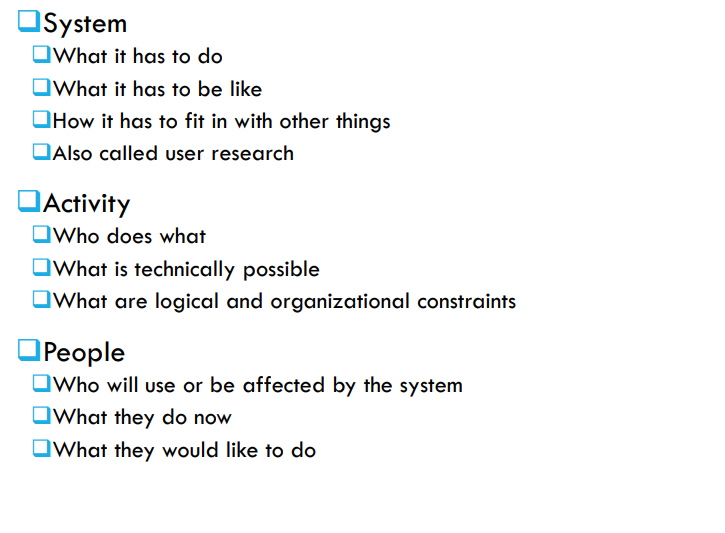 ❑System
❑What it has to do
❑What it has to be like
❑How it has to fit in with other things
❑Also called user research
❑Activity
❑Who does what
❑What is technically possible
❑What are logical and organizational constraints
❑People
❑Who will use or be affected by the system
❑What they do now
❑What they would like to do